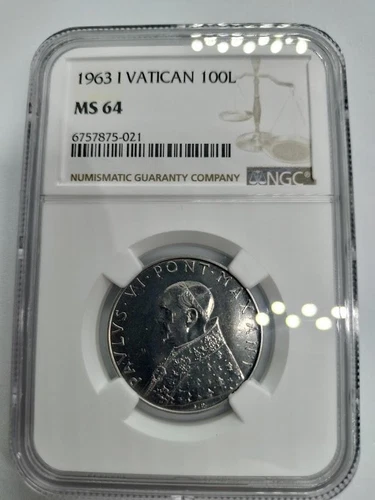 1963 I VATICAN 100L
MS 64
6757875-021
NUMISMATIC GUARANTY COMPANY NGC®
PAVLVS · VI · PONT · MAX · A · I